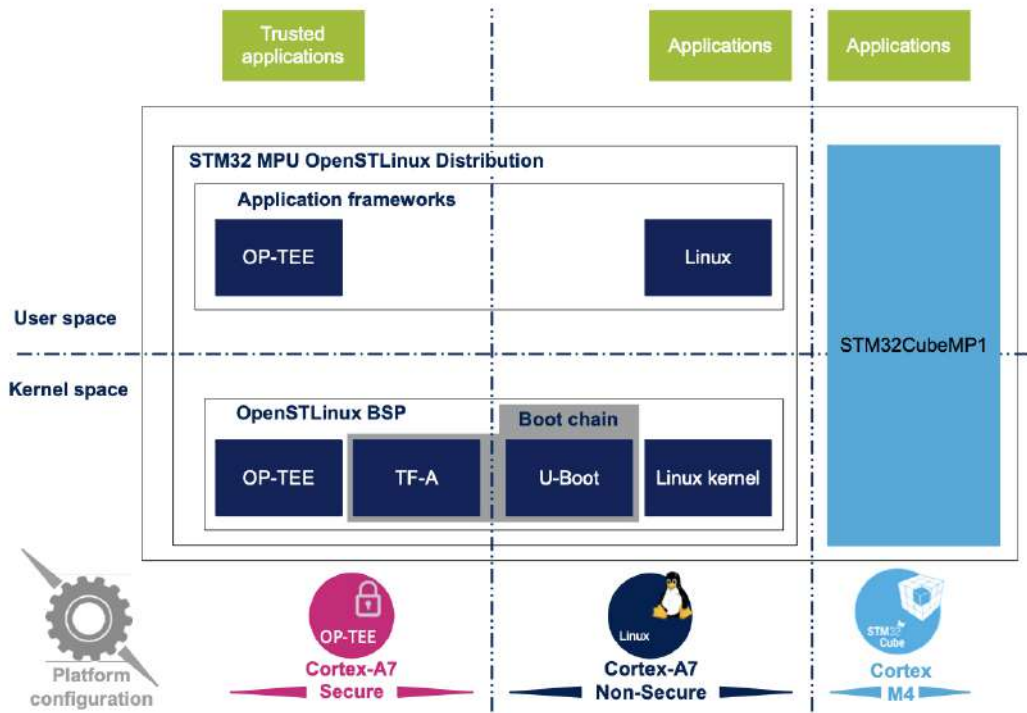 Trusted
applications
Applications
Applications
STM32 MPU OpenSTLinux Distribution
Application frameworks
OP-TEE
Linux
User space
STM32CubeMP1
Kernel space
OpenSTLinux BSP
Boot chain
OP-TEE
TF-A
U-Boot
Linux kernel
OP-TEE
Linux
STM32
Cube
Platform
configuration
Cortex-A7
Secure
Cortex-A7
Non-Secure
Cortex
M4